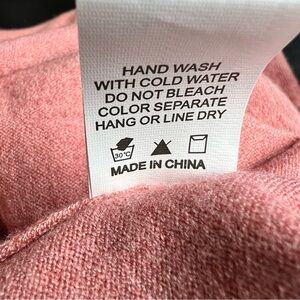 HAND WASH
WITH COLD WATER
DO NOT BLEACH
COLOR SEPARATE
HANG OR LINE DRY
30°C
MADE IN CHINA